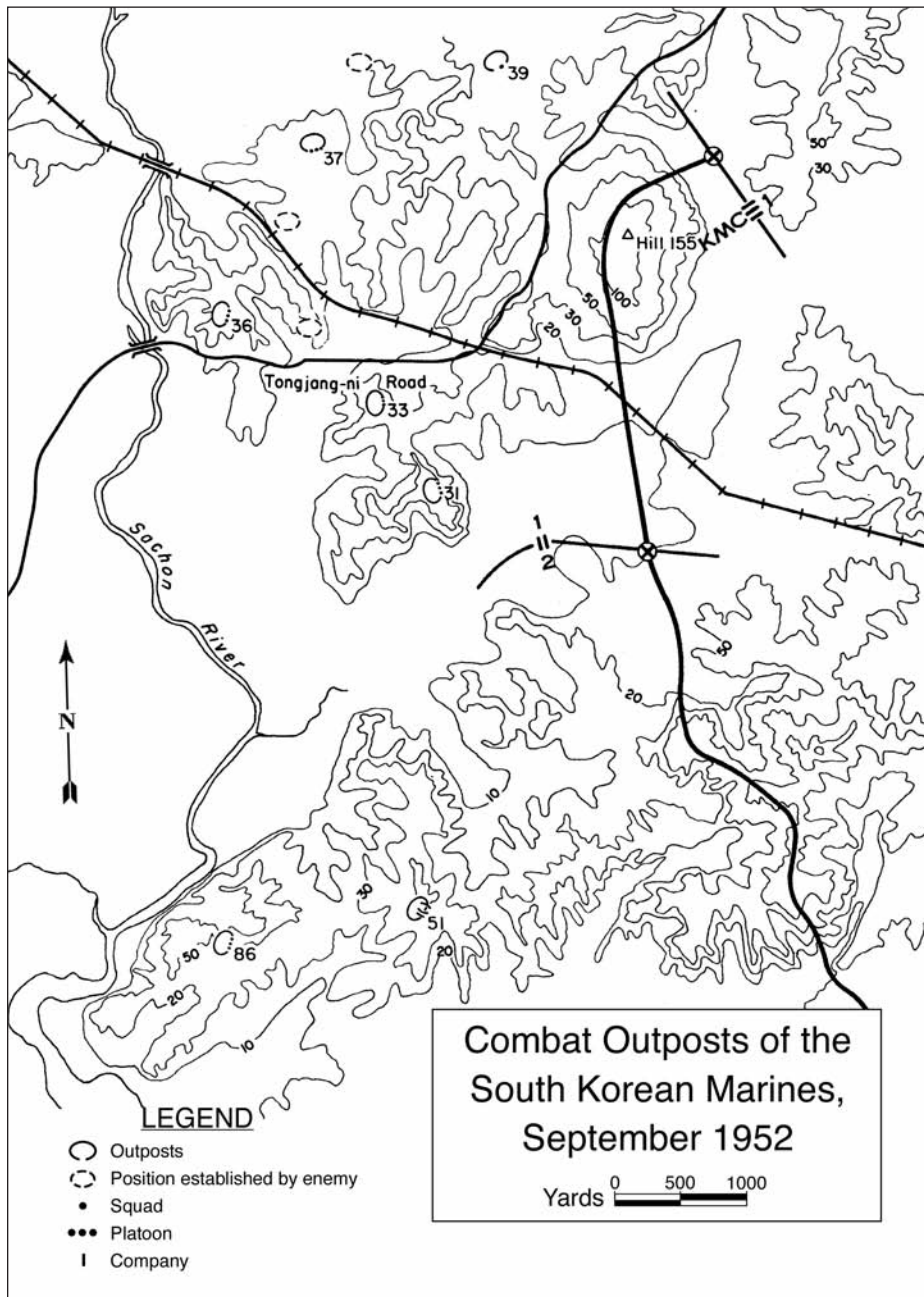 39
37
50
30
KMC 1
Hill 155
50
100
30
20
36
Tongjang-ni Road
33
31
1
2
Sachon River
50
20
N
10
30
51
20
50
86
20
10
Combat Outposts of the
South Korean Marines,
September 1952
Yards 0 500 1000
LEGEND
Outposts
Position established by enemy
Squad
Platoon
Company